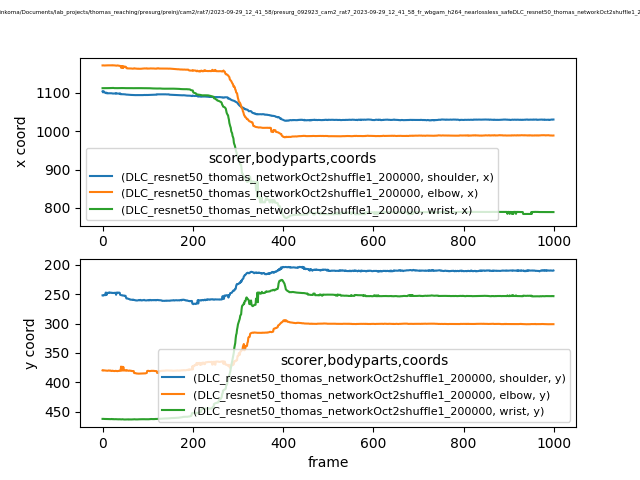 inkoma/Documents/lab_projects/thomas_reaching/presurg/prein/cam2/rat7/2023-09-29_12_41_58/presurg_092923_cam2_rat7_2023-09-29_12_41_58_fr_wbgam_h264_nearlossless_safeDLC_resnet50_thomas_networkOct2shuffle1_2
1100
1000
900
800
x coord
scorer,bodyparts,coords
(DLC_resnet50_thomas_networkOct2shuffle1_200000, shoulder, x)
(DLC_resnet50_thomas_networkOct2shuffle1_200000, elbow, x)
(DLC_resnet50_thomas_networkOct2shuffle1_200000, wrist, x)
0 200 400 600 800 1000
200
250
300
350
400
450
y coord
scorer,bodyparts,coords
(DLC_resnet50_thomas_networkOct2shuffle1_200000, shoulder, y)
(DLC_resnet50_thomas_networkOct2shuffle1_200000, elbow, y)
(DLC_resnet50_thomas_networkOct2shuffle1_200000, wrist, y)
0 200 400 600 800 1000
frame